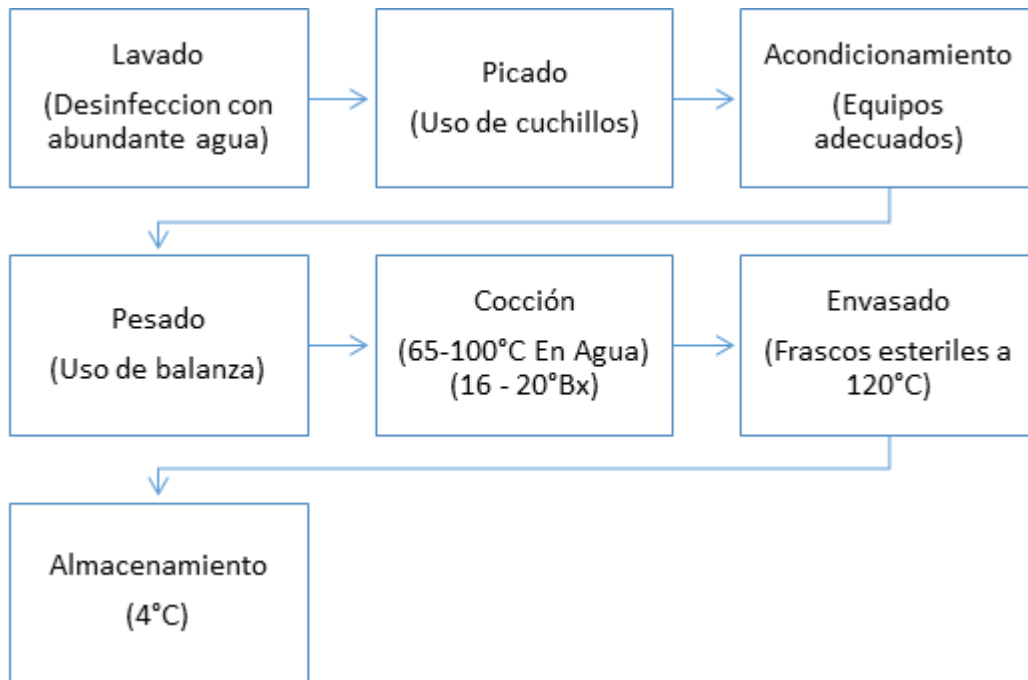 Lavado
(Desinfeccion con
abundante agua)
Picado
(Uso de cuchillos)
Acondicionamiento
(Equipos
adecuados)
Pesado
(Uso de balanza)
Cocción
(65-100°C En Agua)
(16 - 20°Bx)
Envasado
(Frascos esteriles a
120°C)
Almacenamiento
(4°C)